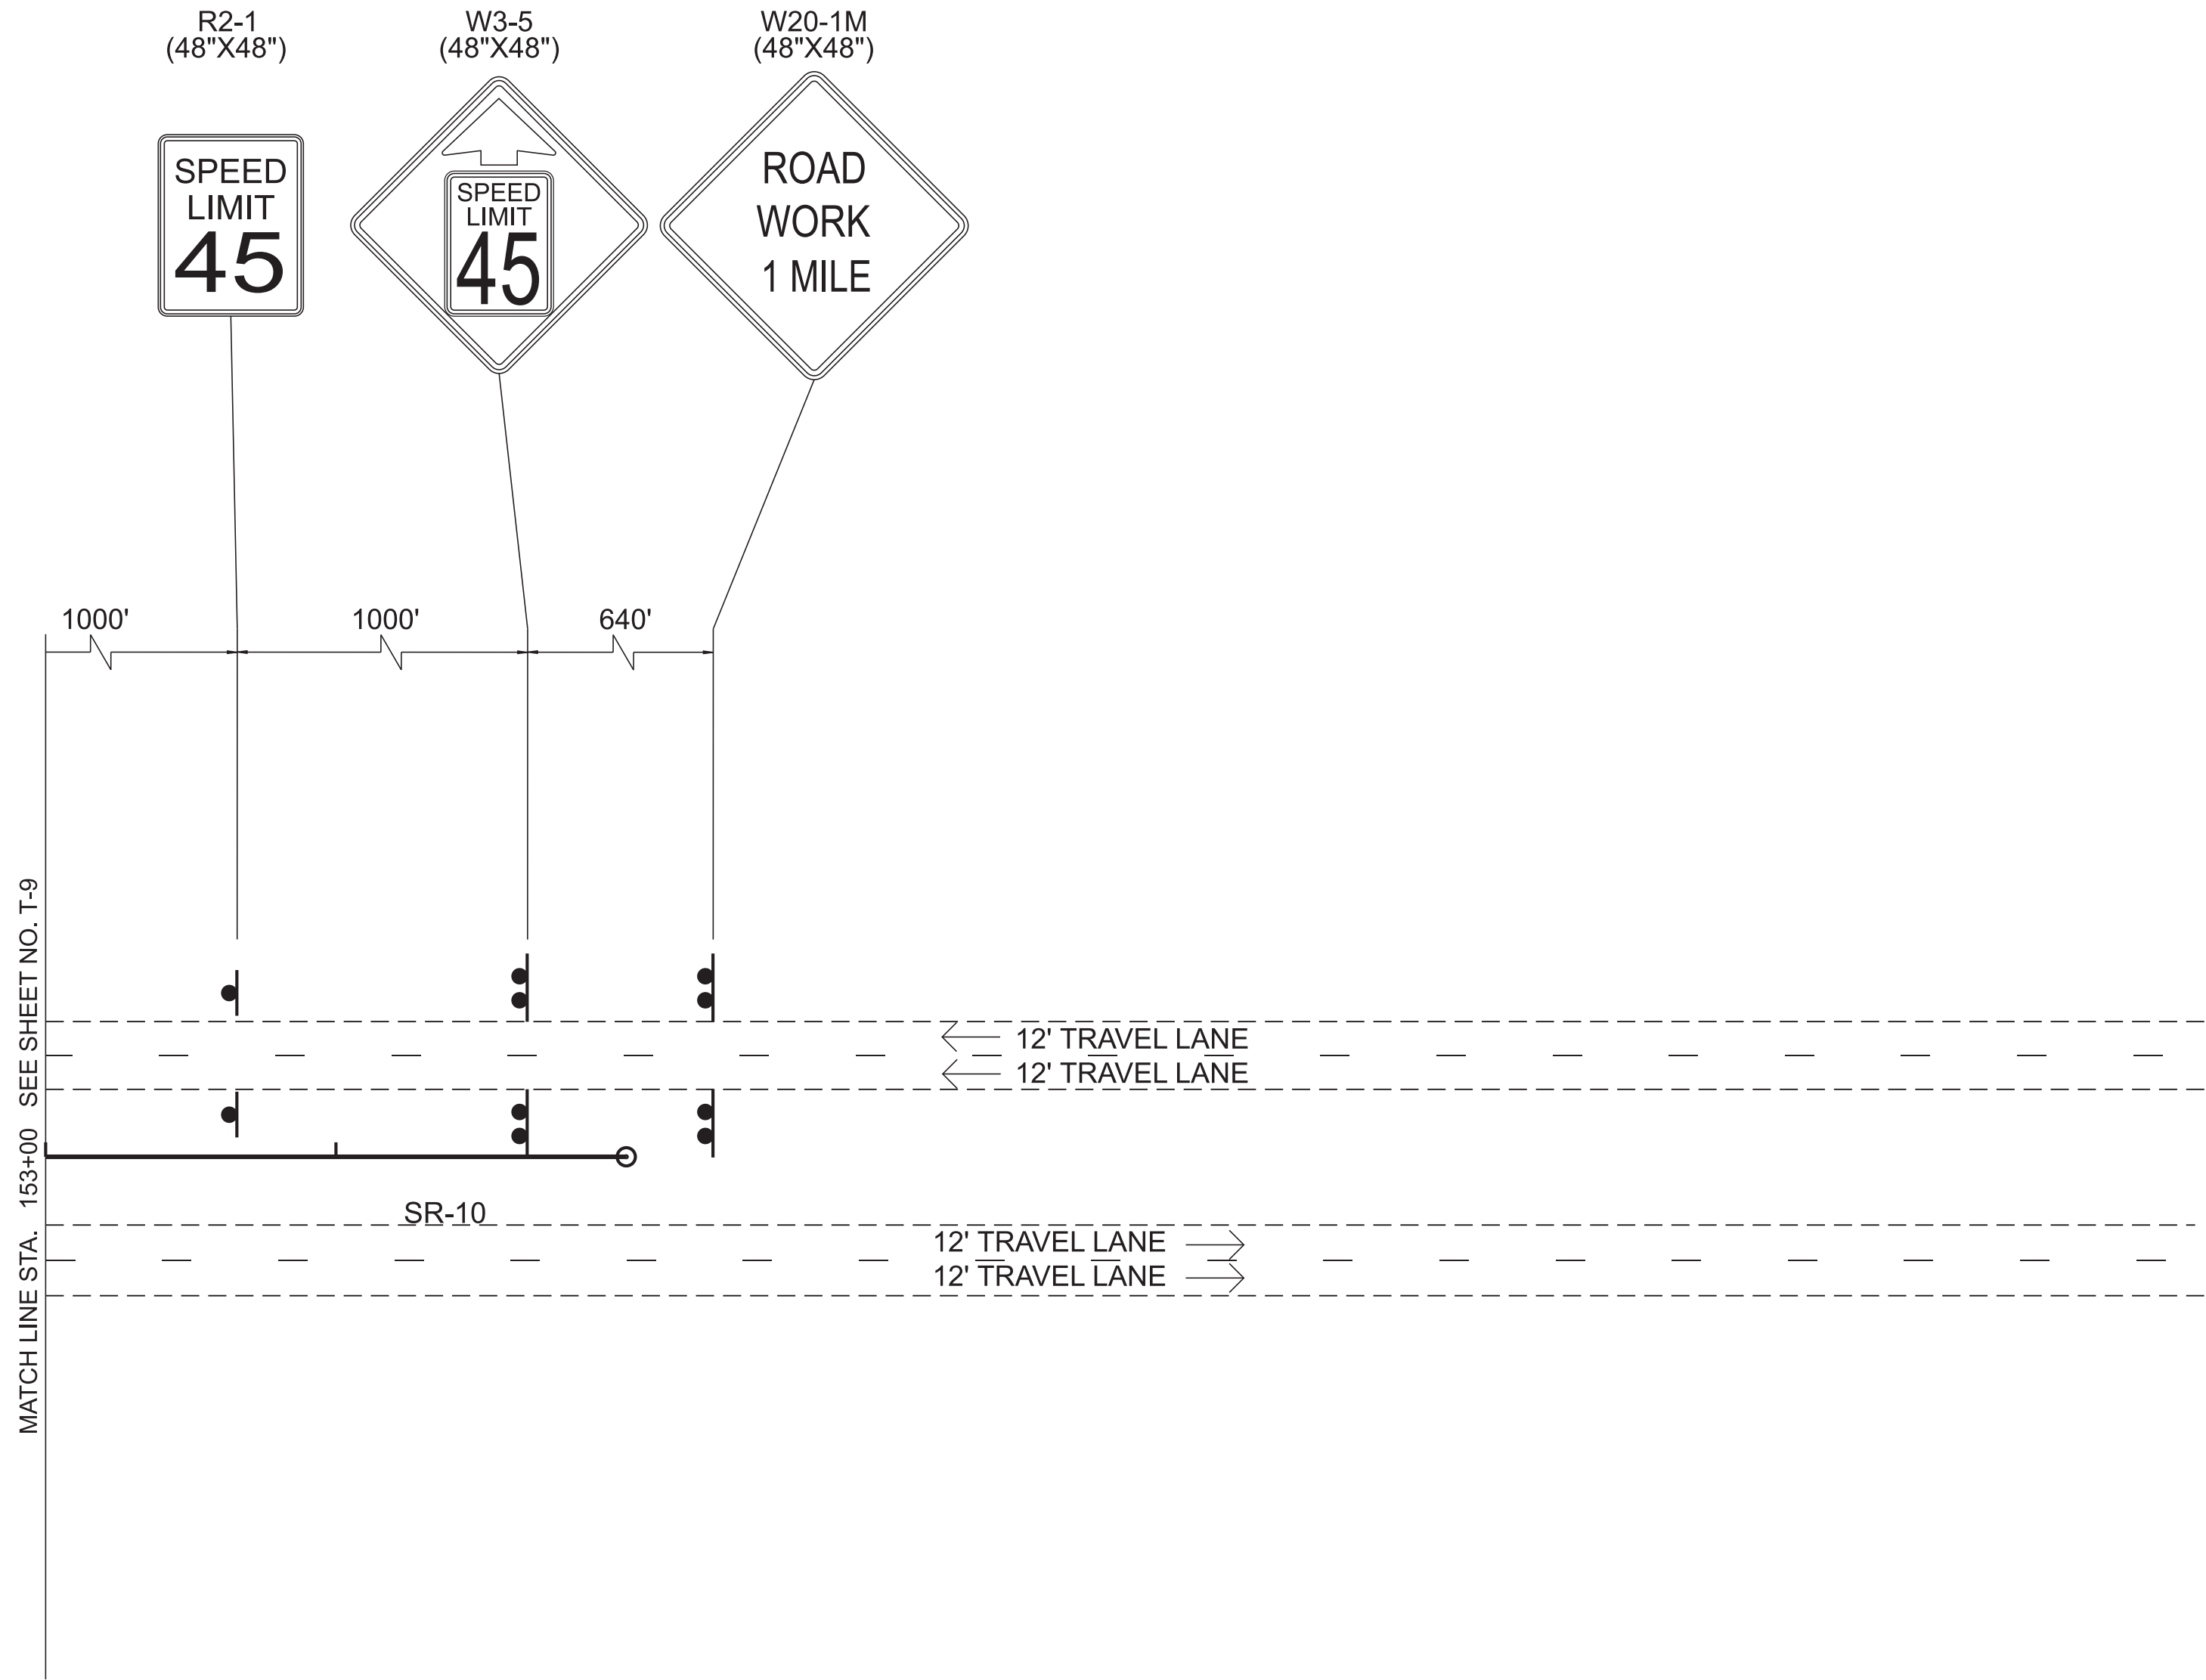 R2-1
(48"X48")
W3-5
(48"X48")
W20-1M
(48"X48")
SPEED
LIMIT
45
SPEED
LIMIT
45
ROAD
WORK
1 MILE
1000'
1000'
640'
MATCH LINE STA. 153+00 SEE SHEET NO. T-9
12' TRAVEL LANE
12' TRAVEL LANE
SR-10
12' TRAVEL LANE
12' TRAVEL LANE